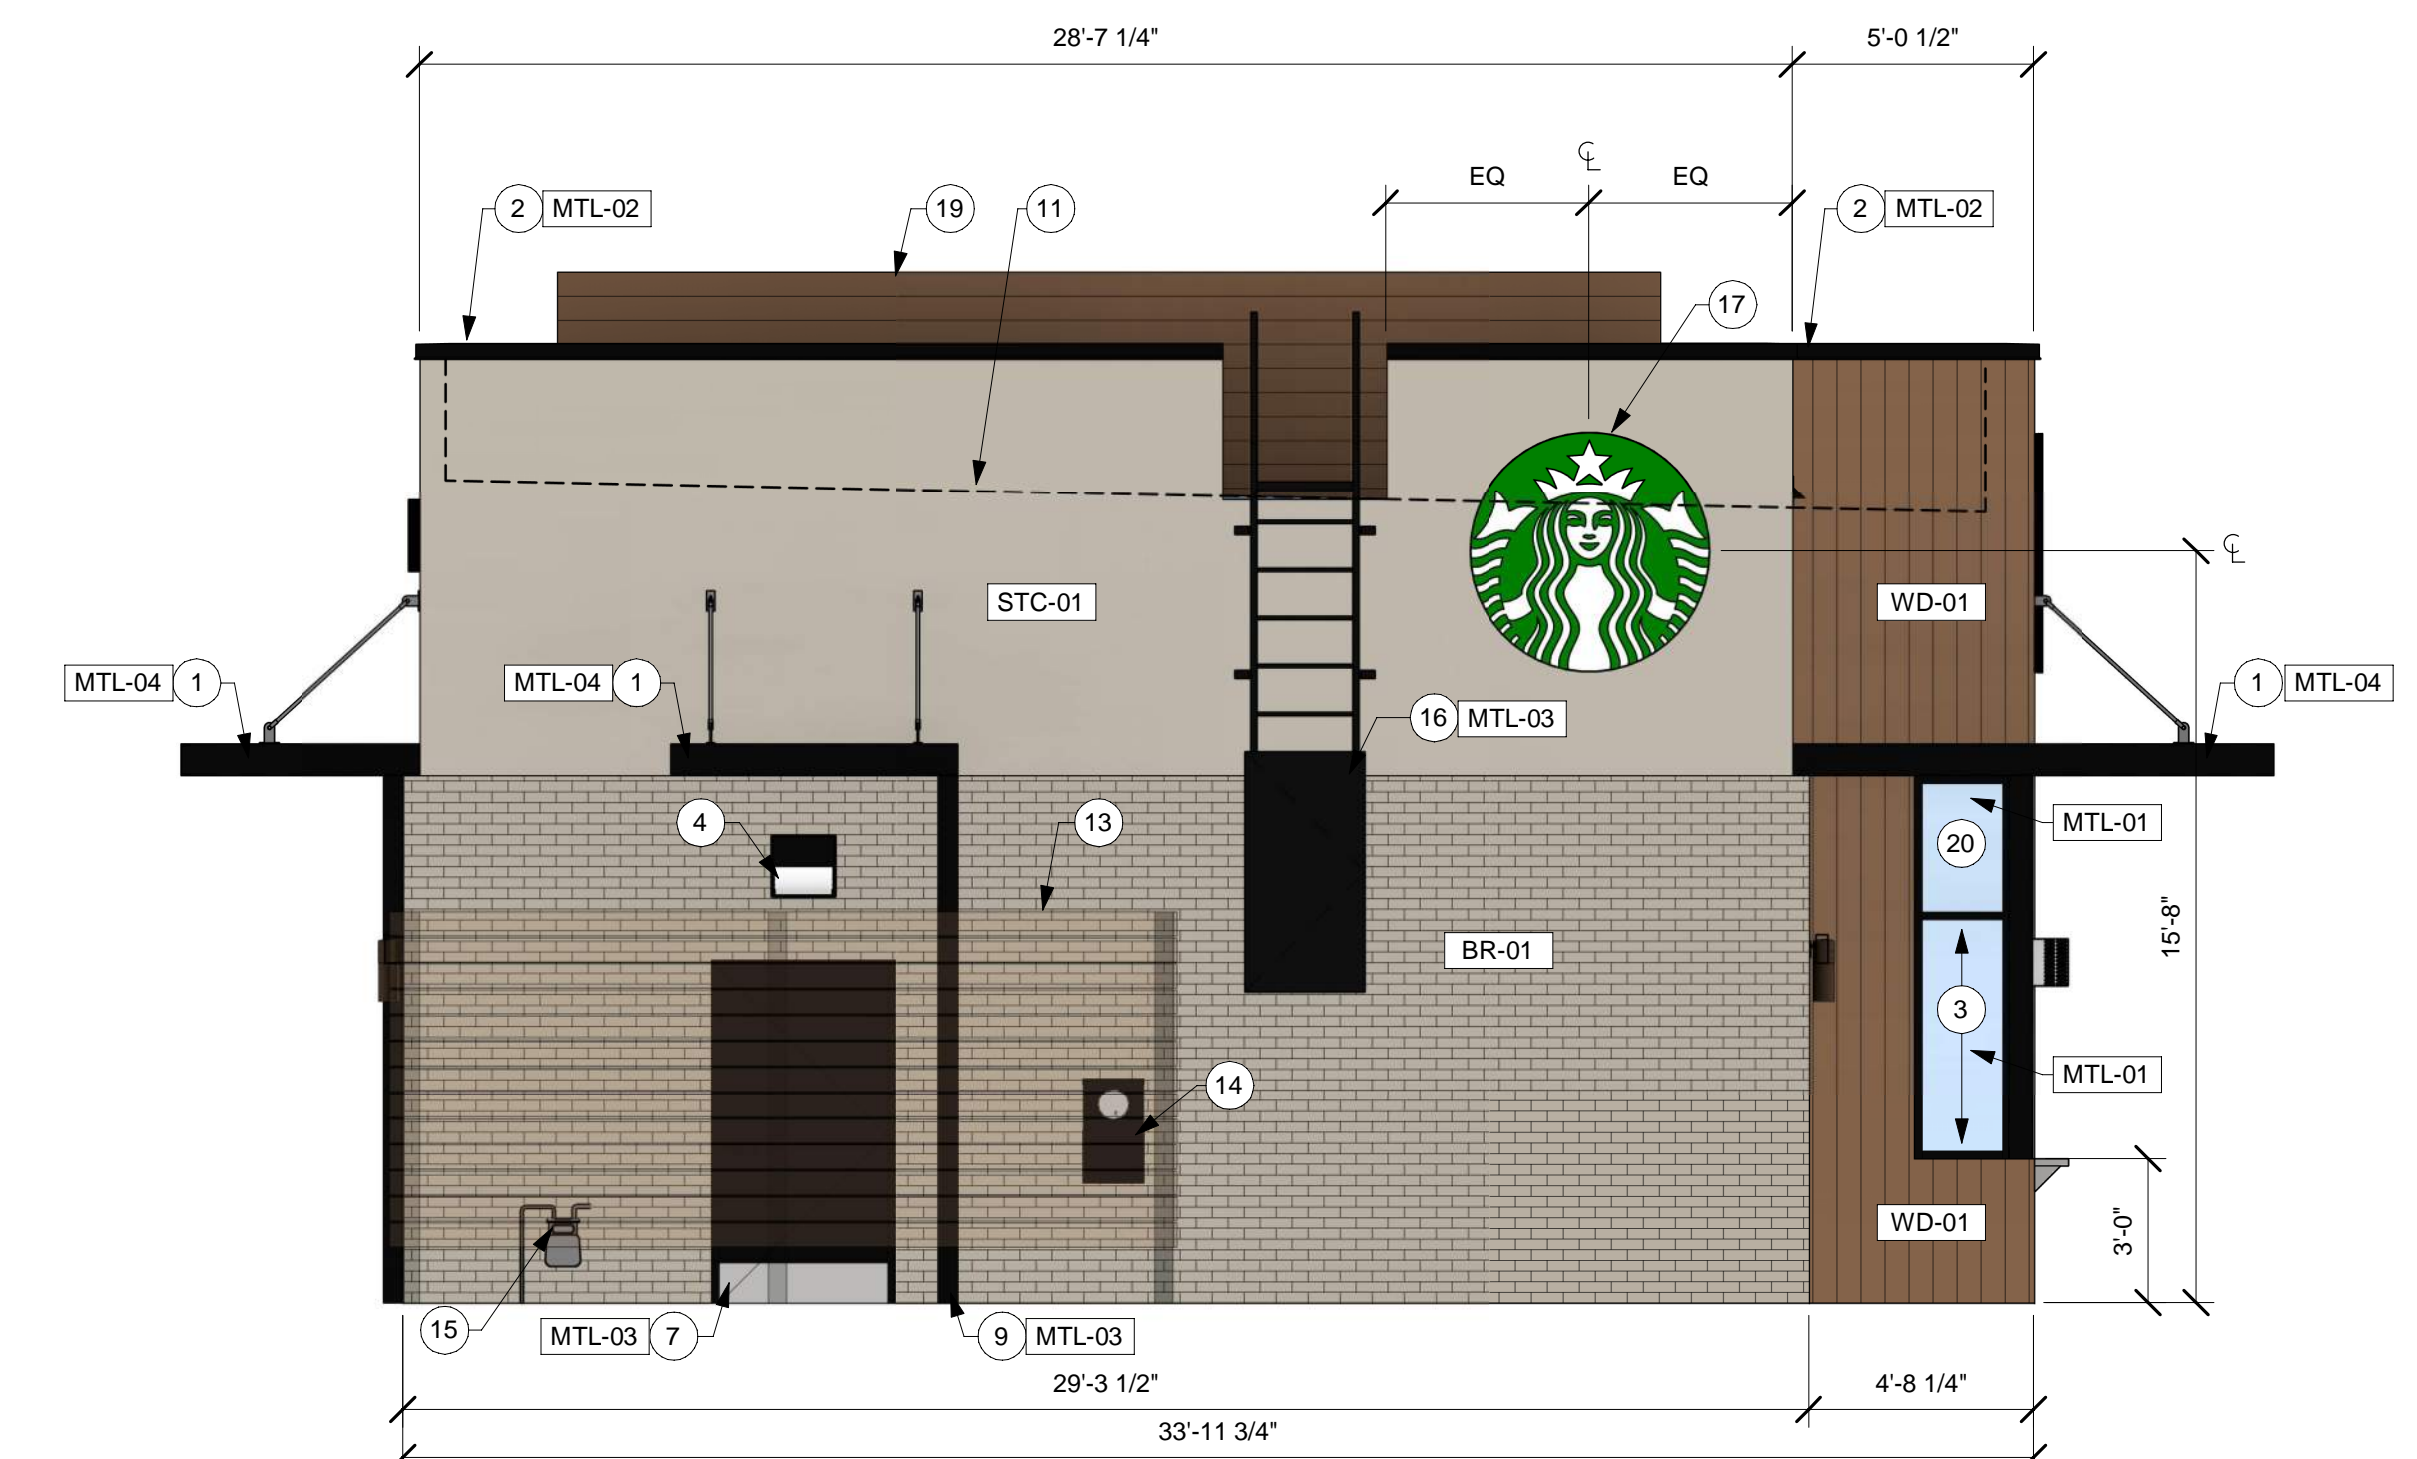 28'-7 1/4"
5'-0 1/2"
EQ
EQ
2 MTL-02
19
11
2 MTL-02
17
STC-01
WD-01
MTL-04 1
MTL-04 1
1 MTL-04
16 MTL-03
4
13
MTL-01
20
BR-01
15'-8"
3
MTL-01
14
WD-01
3'-0"
15
MTL-03 7
9 MTL-03
29'-3 1/2"
4'-8 1/4"
33'-11 3/4"